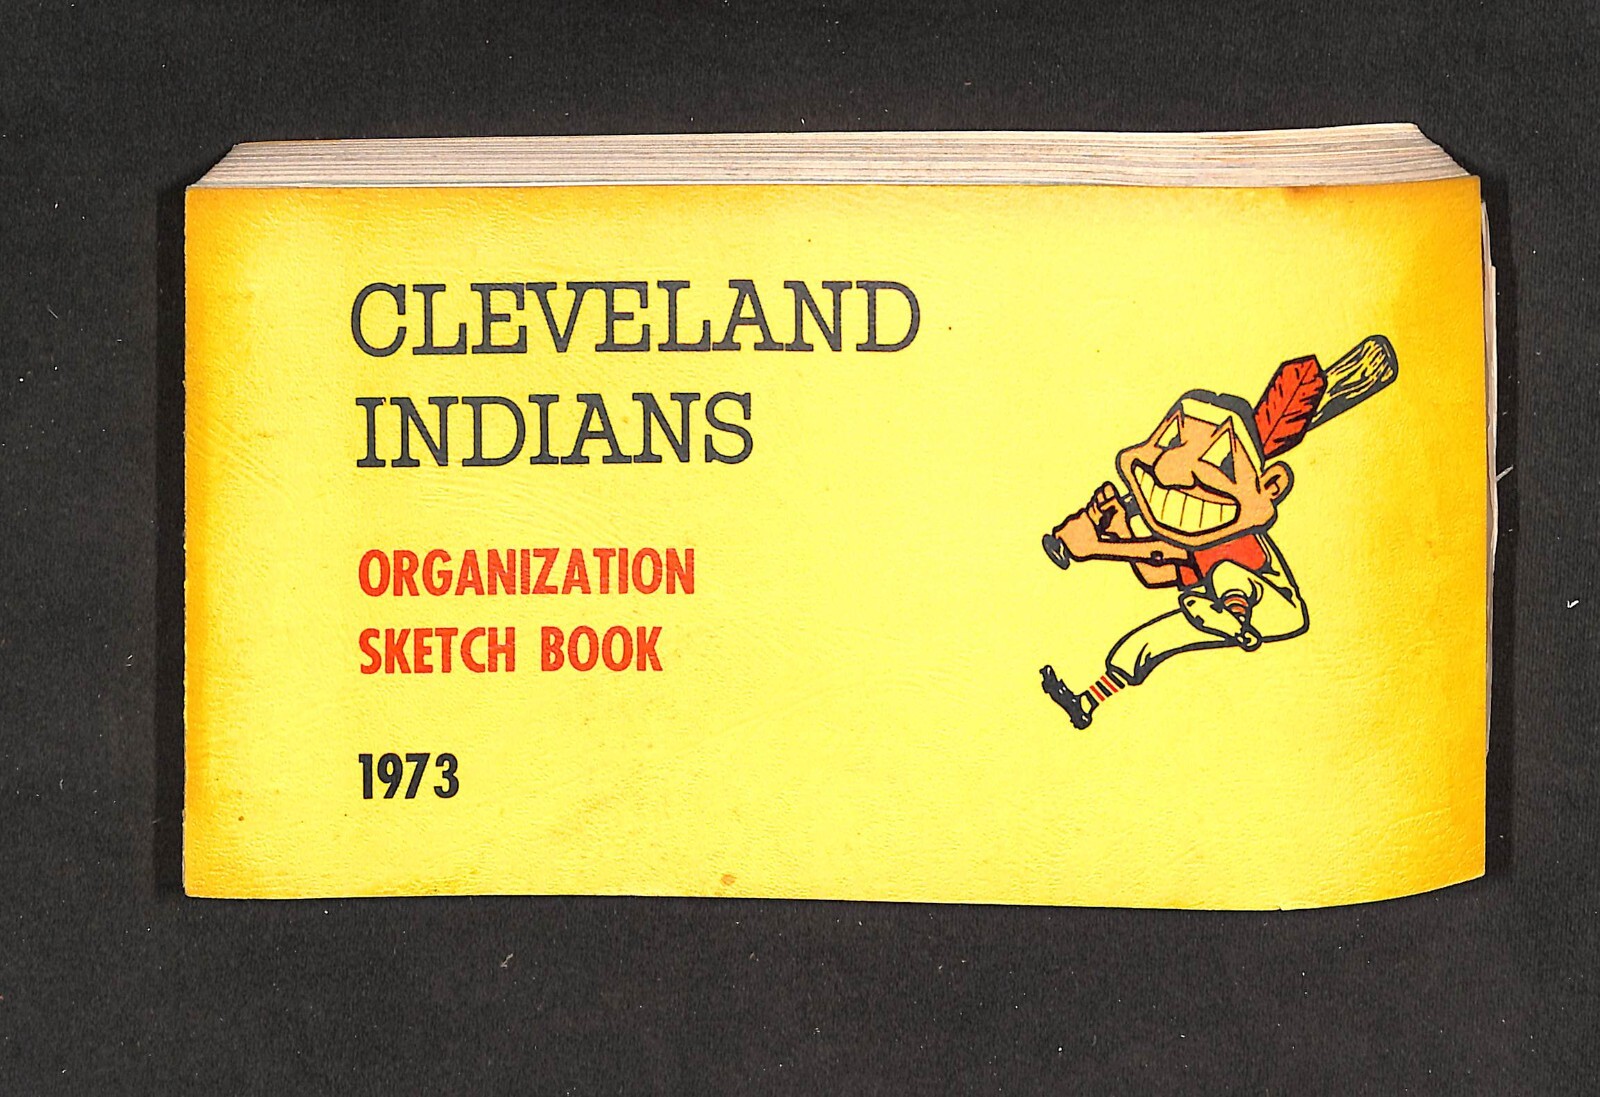 CLEVELAND
INDIANS
ORGANIZATION
SKETCH BOOK
1973